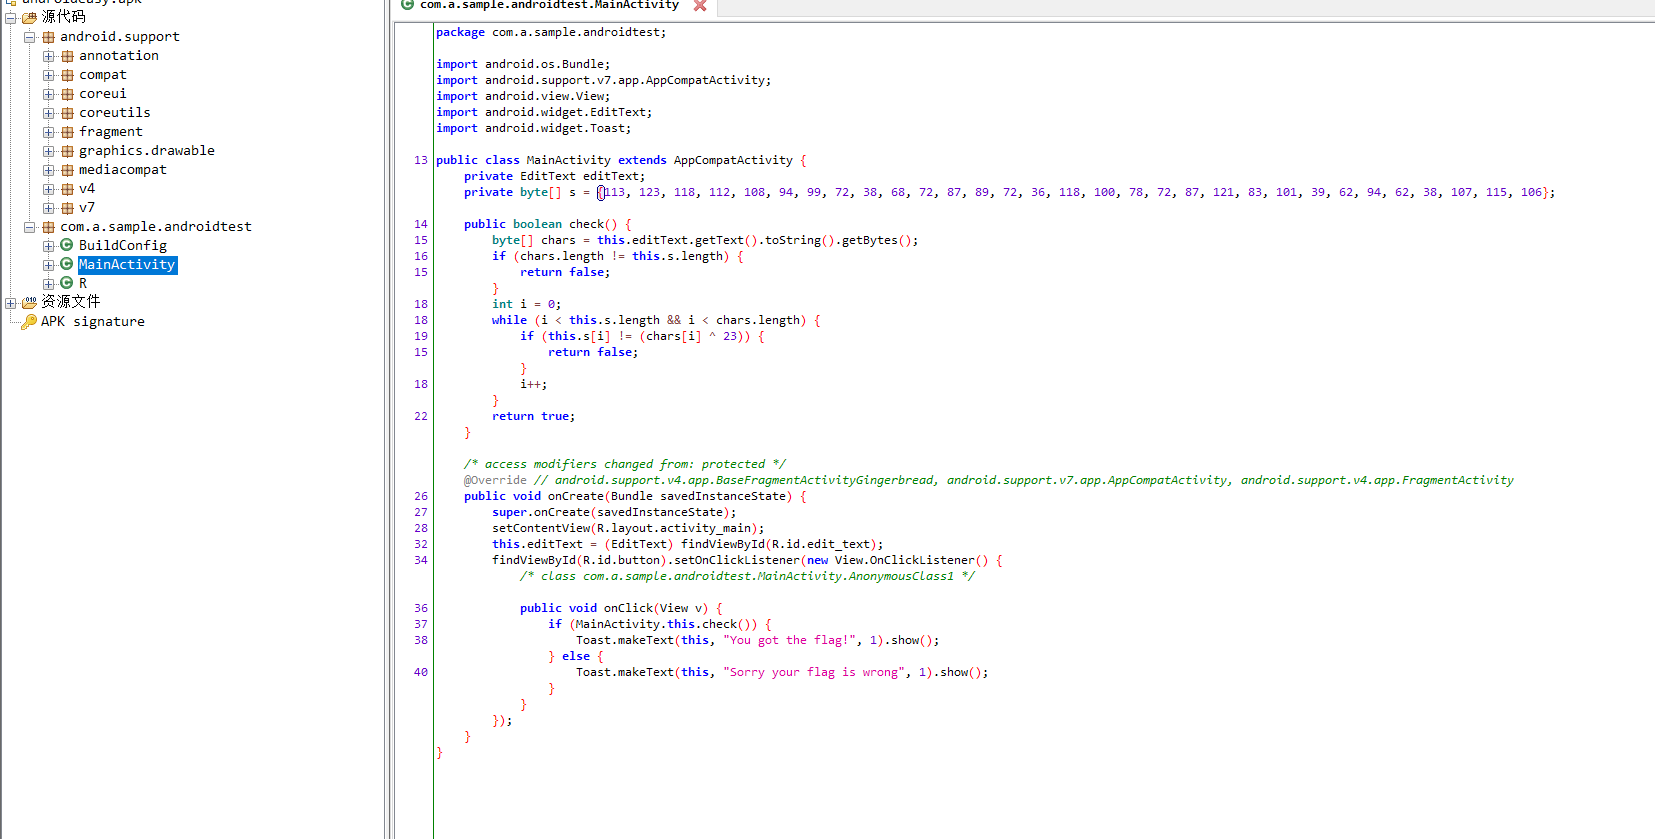 androideasy.apk
源代码
android.support
annotation
compat
coreui
coreutils
fragment
graphics.drawable
mediacompat
v4
v7
com.a.sample.androidtest
BuildConfig
MainActivity
R
资源文件
APK signature
com.a.sample.androidtest.MainActivity
package com.a.sample.androidtest;
import android.os.Bundle;
import android.support.v7.app.AppCompatActivity;
import android.view.View;
import android.widget.EditText;
import android.widget.Toast;
13 public class MainActivity extends AppCompatActivity {
private EditText editText;
private byte[] s = {113, 123, 118, 112, 108, 94, 99, 72, 38, 68, 72, 87, 89, 72, 36, 118, 100, 78, 72, 87, 121, 83, 101, 39, 62, 94, 62, 38, 107, 115, 106};
14 public boolean check() {
15 byte[] chars = this.editText.getText().toString().getBytes();
16 if (chars.length != this.s.length) {
15 return false;
}
18 int i = 0;
18 while (i < this.s.length && i < chars.length) {
19 if (this.s[i] != (chars[i] ^ 23)) {
15 return false;
}
18 i++;
}
22 return true;
}
/* access modifiers changed from: protected */
@Override // android.support.v4.app.BaseFragmentActivityGingerbread, android.support.v7.app.AppCompatActivity, android.support.v4.app.FragmentActivity
26 public void onCreate(Bundle savedInstanceState) {
27 super.onCreate(savedInstanceState);
28 setContentView(R.layout.activity_main);
32 this.editText = (EditText) findViewById(R.id.edit_text);
34 findViewById(R.id.button).setOnClickListener(new View.OnClickListener() {
/* class com.a.sample.androidtest.MainActivity.AnonymousClass1 */
36 public void onClick(View v) {
37 if (MainActivity.this.check()) {
38 Toast.makeText(this, "You got the flag!", 1).show();
} else {
40 Toast.makeText(this, "Sorry your flag is wrong", 1).show();
}
}
});
}
}